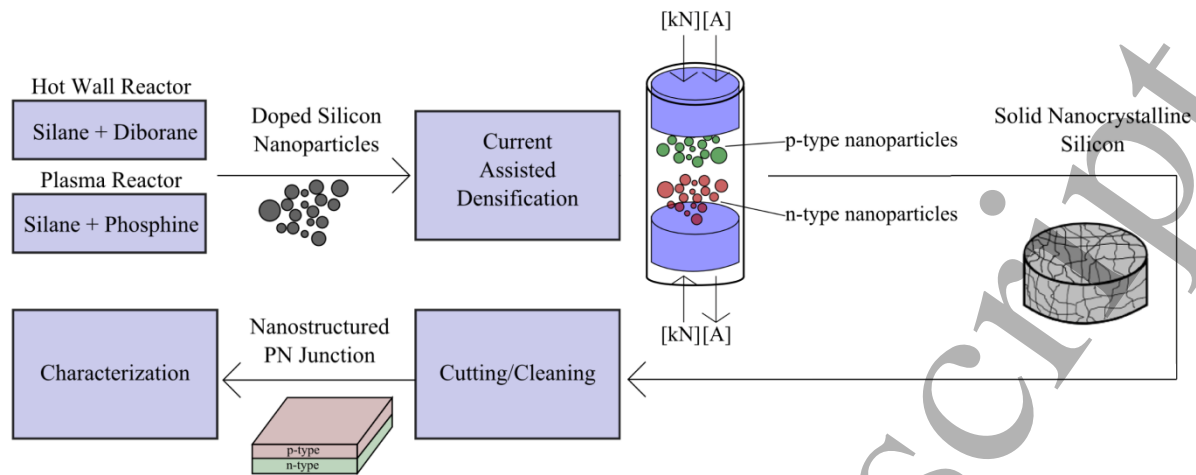 [kN][A]
Hot Wall Reactor
Silane + Diborane
Plasma Reactor
Silane + Phosphine
Doped Silicon
Nanoparticles
Current
Assisted
Densification
p-type nanoparticles
n-type nanoparticles
Solid Nanocrystalline
Silicon
[kN][A]
Characterization
Nanostructured
PN Junction
p-type
n-type
Cutting/Cleaning
script